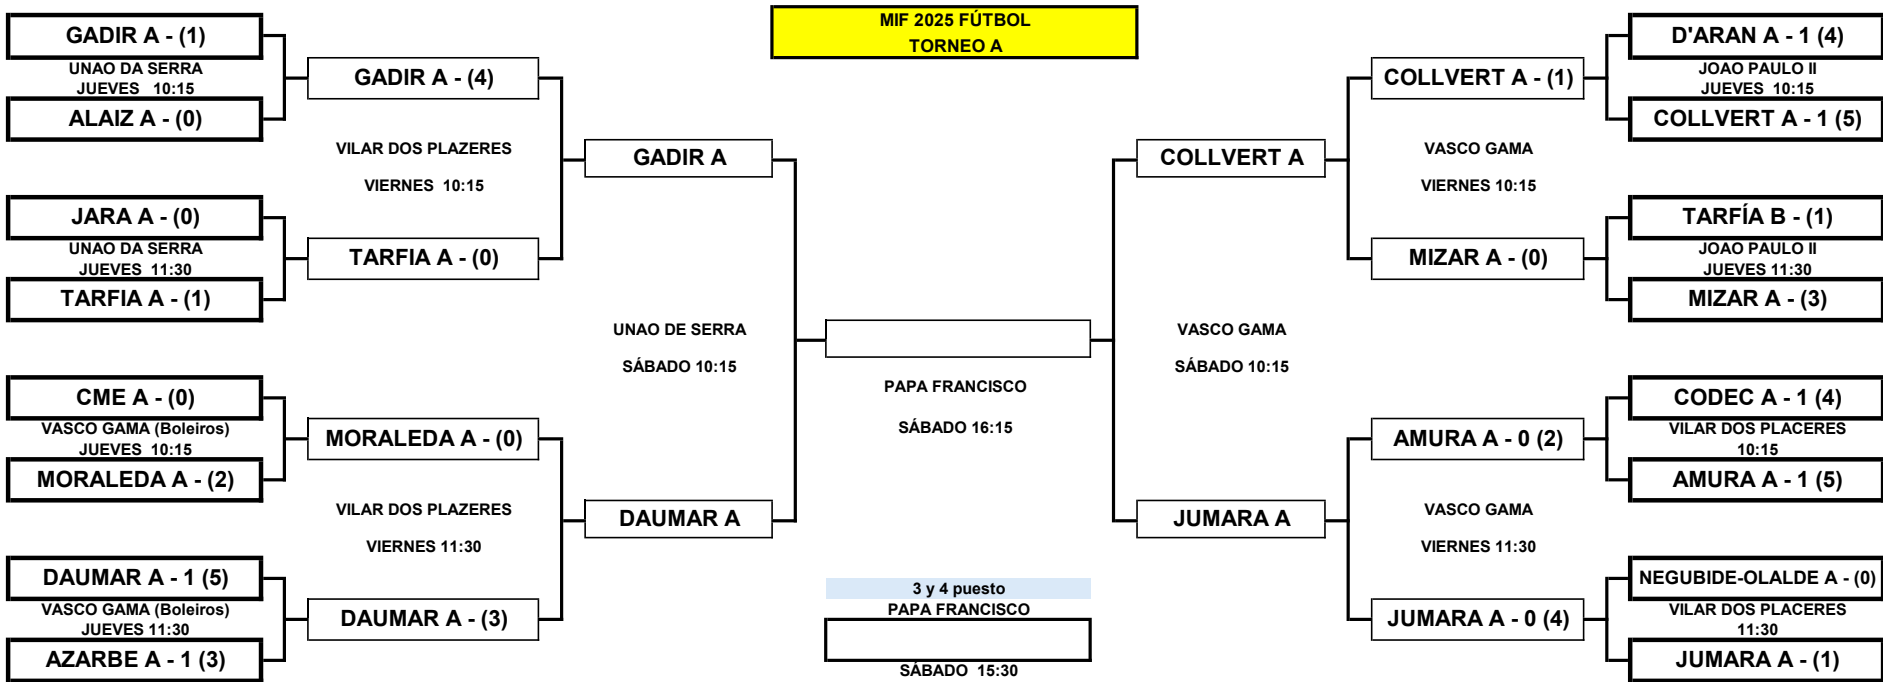 MIF 2025 FÚTBOL
TORNEO A
GADIR A - (1)
UNAO DA SERRA
JUEVES 10:15
ALAIZ A - (0)
JARA A - (0)
UNAO DA SERRA
JUEVES 11:30
TARFIA A - (1)
CME A - (0)
VASCO GAMA (Boleiros)
JUEVES 10:15
MORALEDA A - (2)
DAUMAR A - 1 (5)
VASCO GAMA (Boleiros)
JUEVES 11:30
AZARBE A - 1 (3)
GADIR A - (4)
VILAR DOS PLAZERES
VIERNES 10:15
TARFIA A - (0)
MORALEDA A - (0)
VILAR DOS PLAZERES
VIERNES 11:30
DAUMAR A - (3)
GADIR A
UNAO DE SERRA
SÁBADO 10:15
DAUMAR A
PAPA FRANCISCO
SÁBADO 16:15
3 y 4 puesto
PAPA FRANCISCO
SÁBADO 15:30
COLLVERT A
VASCO GAMA
SÁBADO 10:15
JUMARA A
COLLVERT A - (1)
VASCO GAMA
VIERNES 10:15
MIZAR A - (0)
AMURA A - 0 (2)
VASCO GAMA
VIERNES 11:30
JUMARA A - 0 (4)
D'ARAN A - 1 (4)
JOAO PAULO II
JUEVES 10:15
COLLVERT A - 1 (5)
TARFÍA B - (1)
JOAO PAULO II
JUEVES 11:30
MIZAR A - (3)
CODEC A - 1 (4)
VILAR DOS PLACERES
10:15
AMURA A - 1 (5)
NEGUBIDE-OLALDE A - (0)
VILAR DOS PLACERES
11:30
JUMARA A - (1)